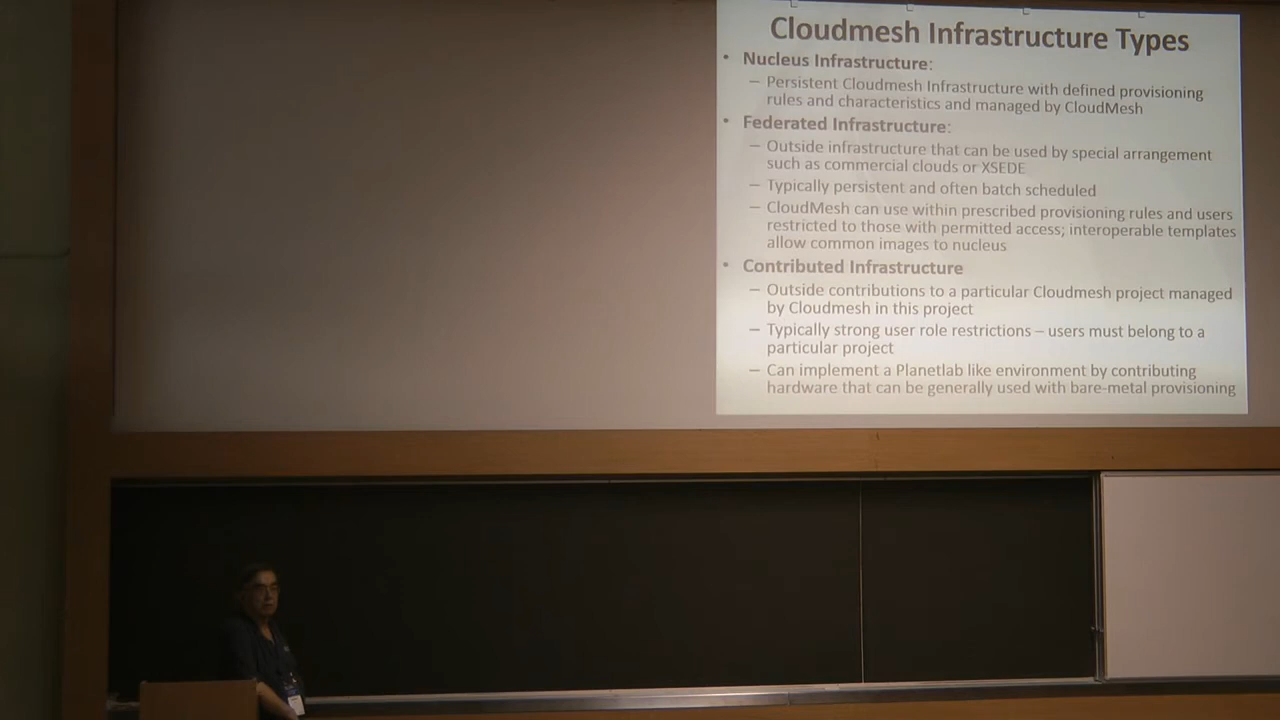 Cloudmesh Infrastructure Types
• Nucleus Infrastructure:
– Persistent Cloudmesh Infrastructure with defined provisioning
rules and characteristics and managed by CloudMesh
• Federated Infrastructure:
– Outside infrastructure that can be used by special arrangement
such as commercial clouds or XSEDE
– Typically persistent and often batch scheduled
– CloudMesh can use within prescribed provisioning rules and users
restricted to those with permitted access; interoperable templates
allow common images to nucleus
• Contributed Infrastructure
– Outside contributions to a particular Cloudmesh project managed
by Cloudmesh in this project
– Typically strong user role restrictions – users must belong to a
particular project
– Can implement a Planetlab like environment by contributing
hardware that can be generally used with bare-metal provisioning